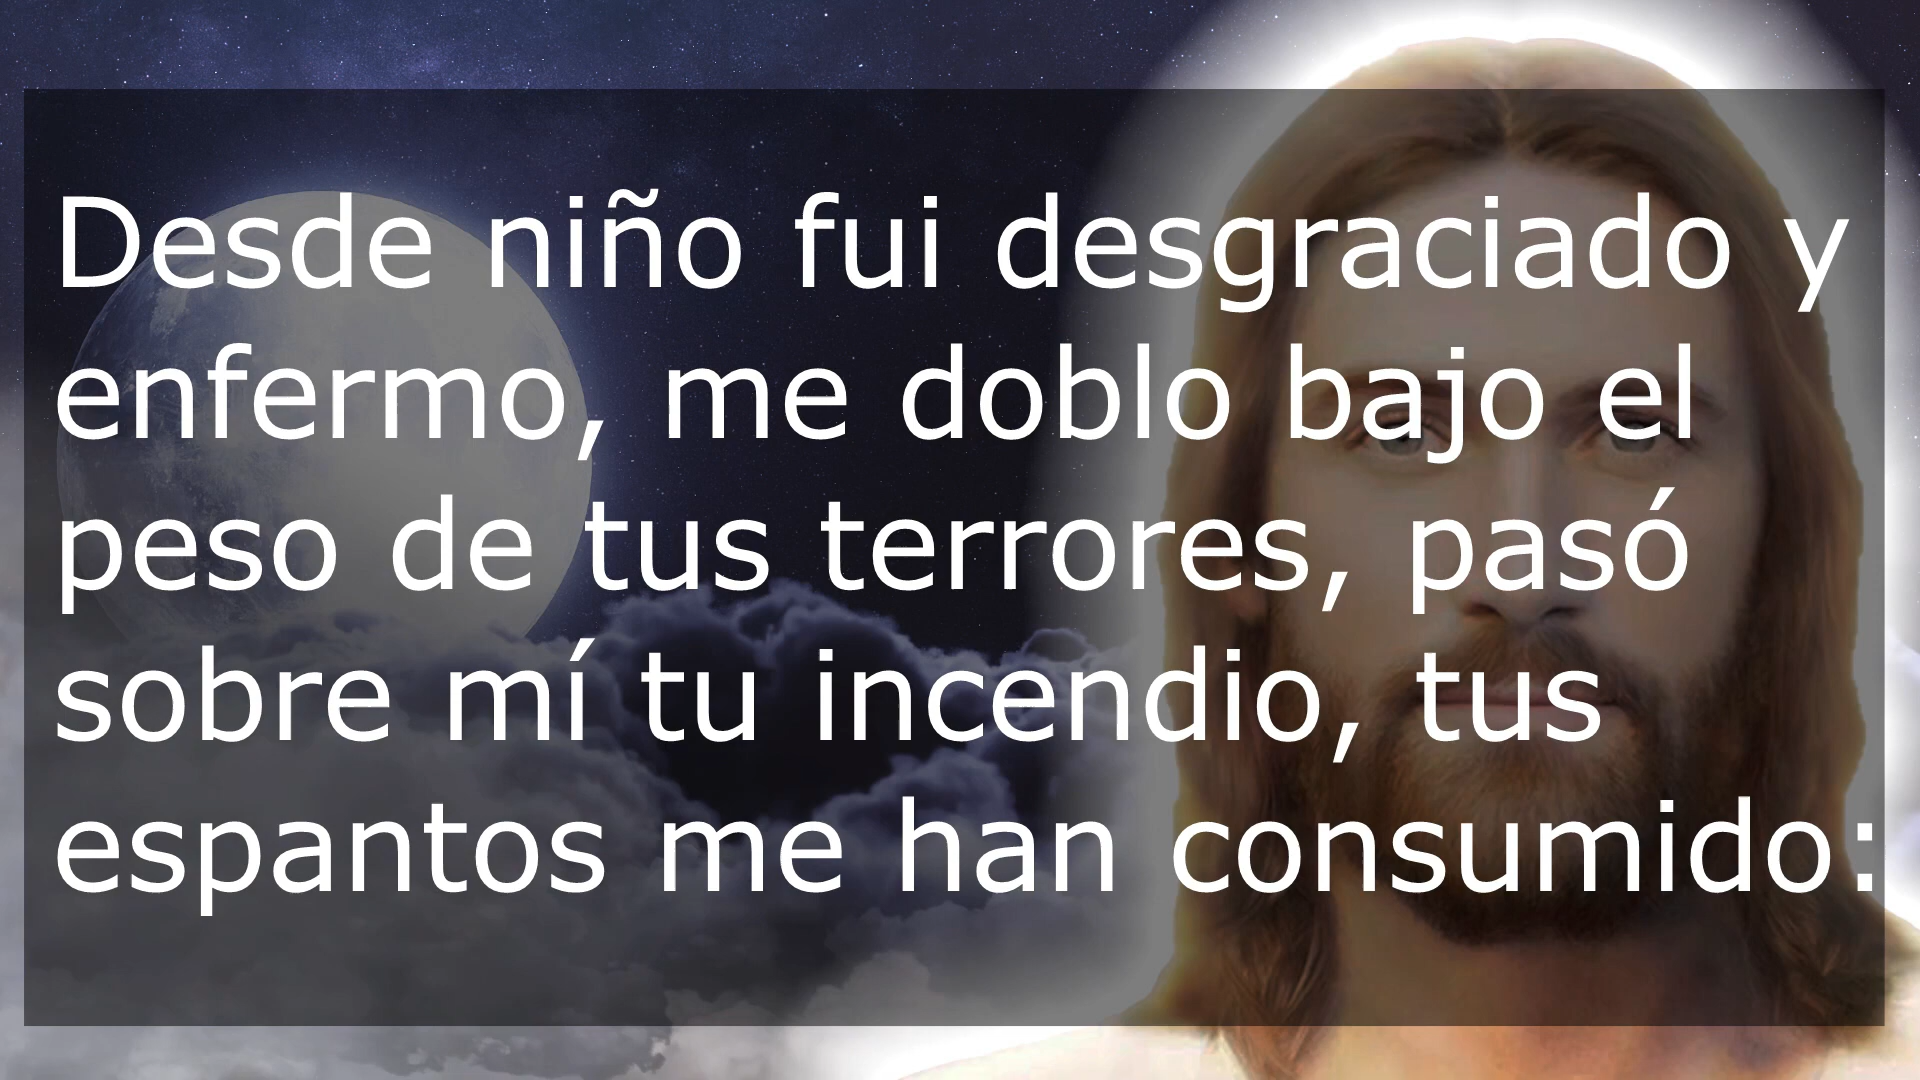 Desde niño fui desgraciado y
enfermo, me doblo bajo el
peso de tus terrores, pasó
sobre mí tu incendio, tus
espantos me han consumido: